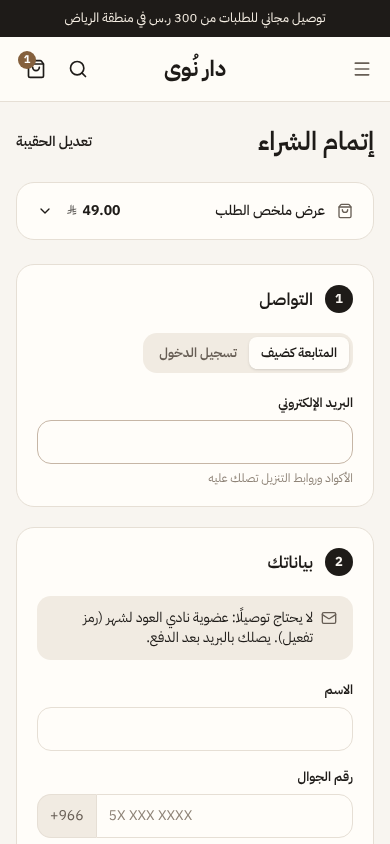 توصيل مجاني للطلبات من 300 ر.س في منطقة الرياض
دار نُوى
1
إتمام الشراء
تعديل الحقيبة
عرض ملخص الطلب
49.00
1 التواصل
المتابعة كضيف
تسجيل الدخول
البريد الإلكتروني
الأكواد وروابط التنزيل تصلك عليه
2 بياناتك
لا يحتاج توصيلًا: عضوية نادي العود لشهر (رمز
تفعيل). يصلك بالبريد بعد الدفع.
الاسم
رقم الجوال
+966 5X XXX XXXX